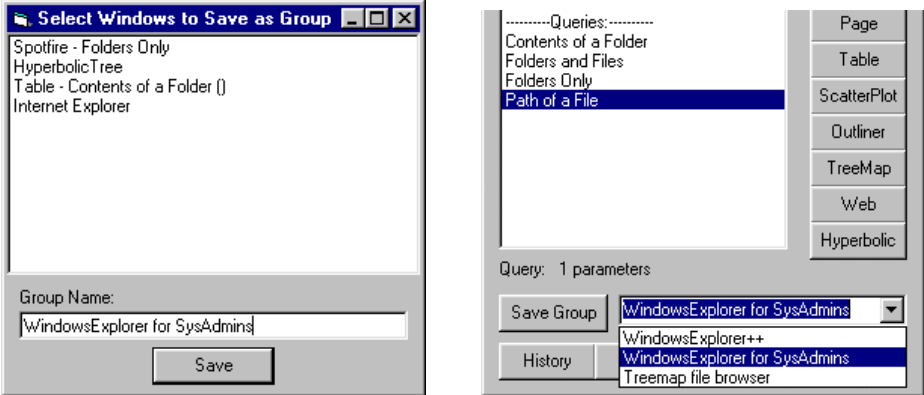 Select Windows to Save as Group
Spotfire - Folders Only
HyperbolicTree
Table - Contents of a Folder ()
Internet Explorer
Group Name:
WindowsExplorer for SysAdmins
Save
----------Queries:----------
Contents of a Folder
Folders and Files
Folders Only
Path of a File
Page
Table
ScatterPlot
Outliner
TreeMap
Web
Hyperbolic
Query: 1 parameters
Save Group
WindowsExplorer for SysAdmins
WindowsExplorer++
WindowsExplorer for SysAdmins
Treemap file browser
History